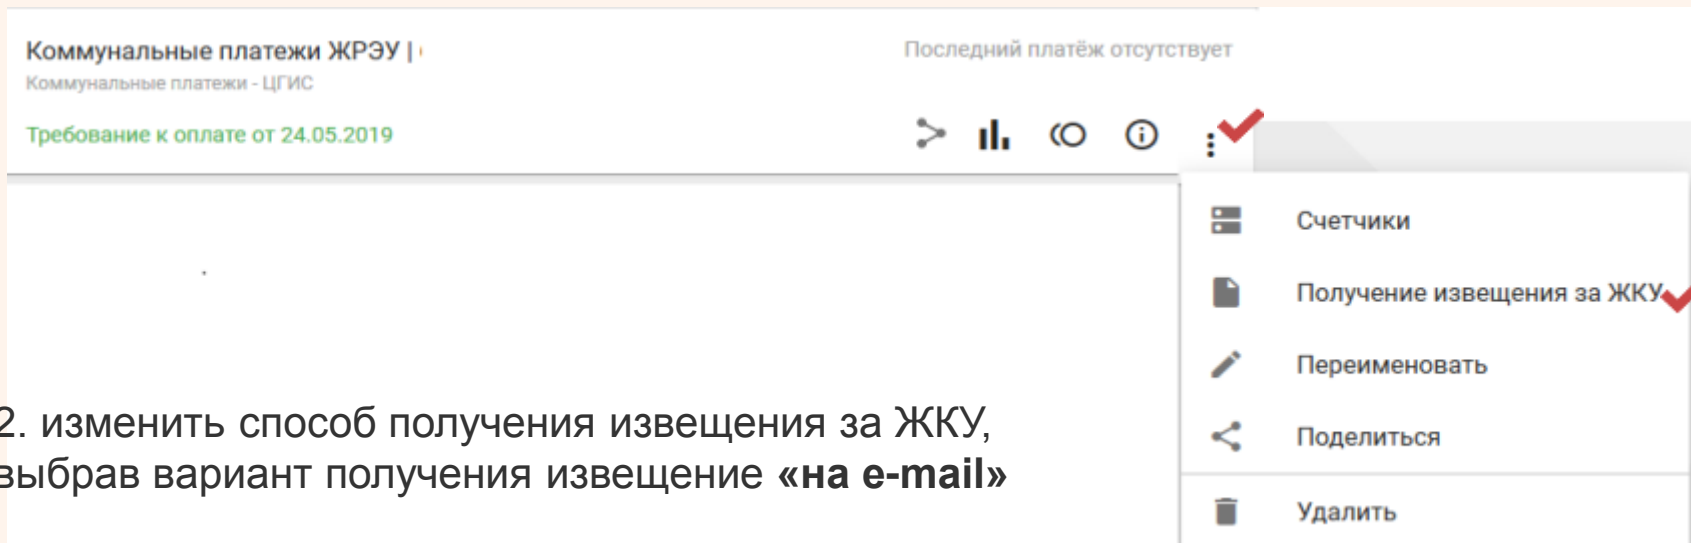 Коммунальные платежи ЖРЭУ |
Последний платёж отсутствует
Коммунальные платежи - ЦГИС
Требование к оплате от 24.05.2019
Счетчики
Получение извещения за ЖКУ
Переименовать
Поделиться
Удалить
2. изменить способ получения извещения за ЖКУ,
выбрав вариант получения извещение «на e-mail»